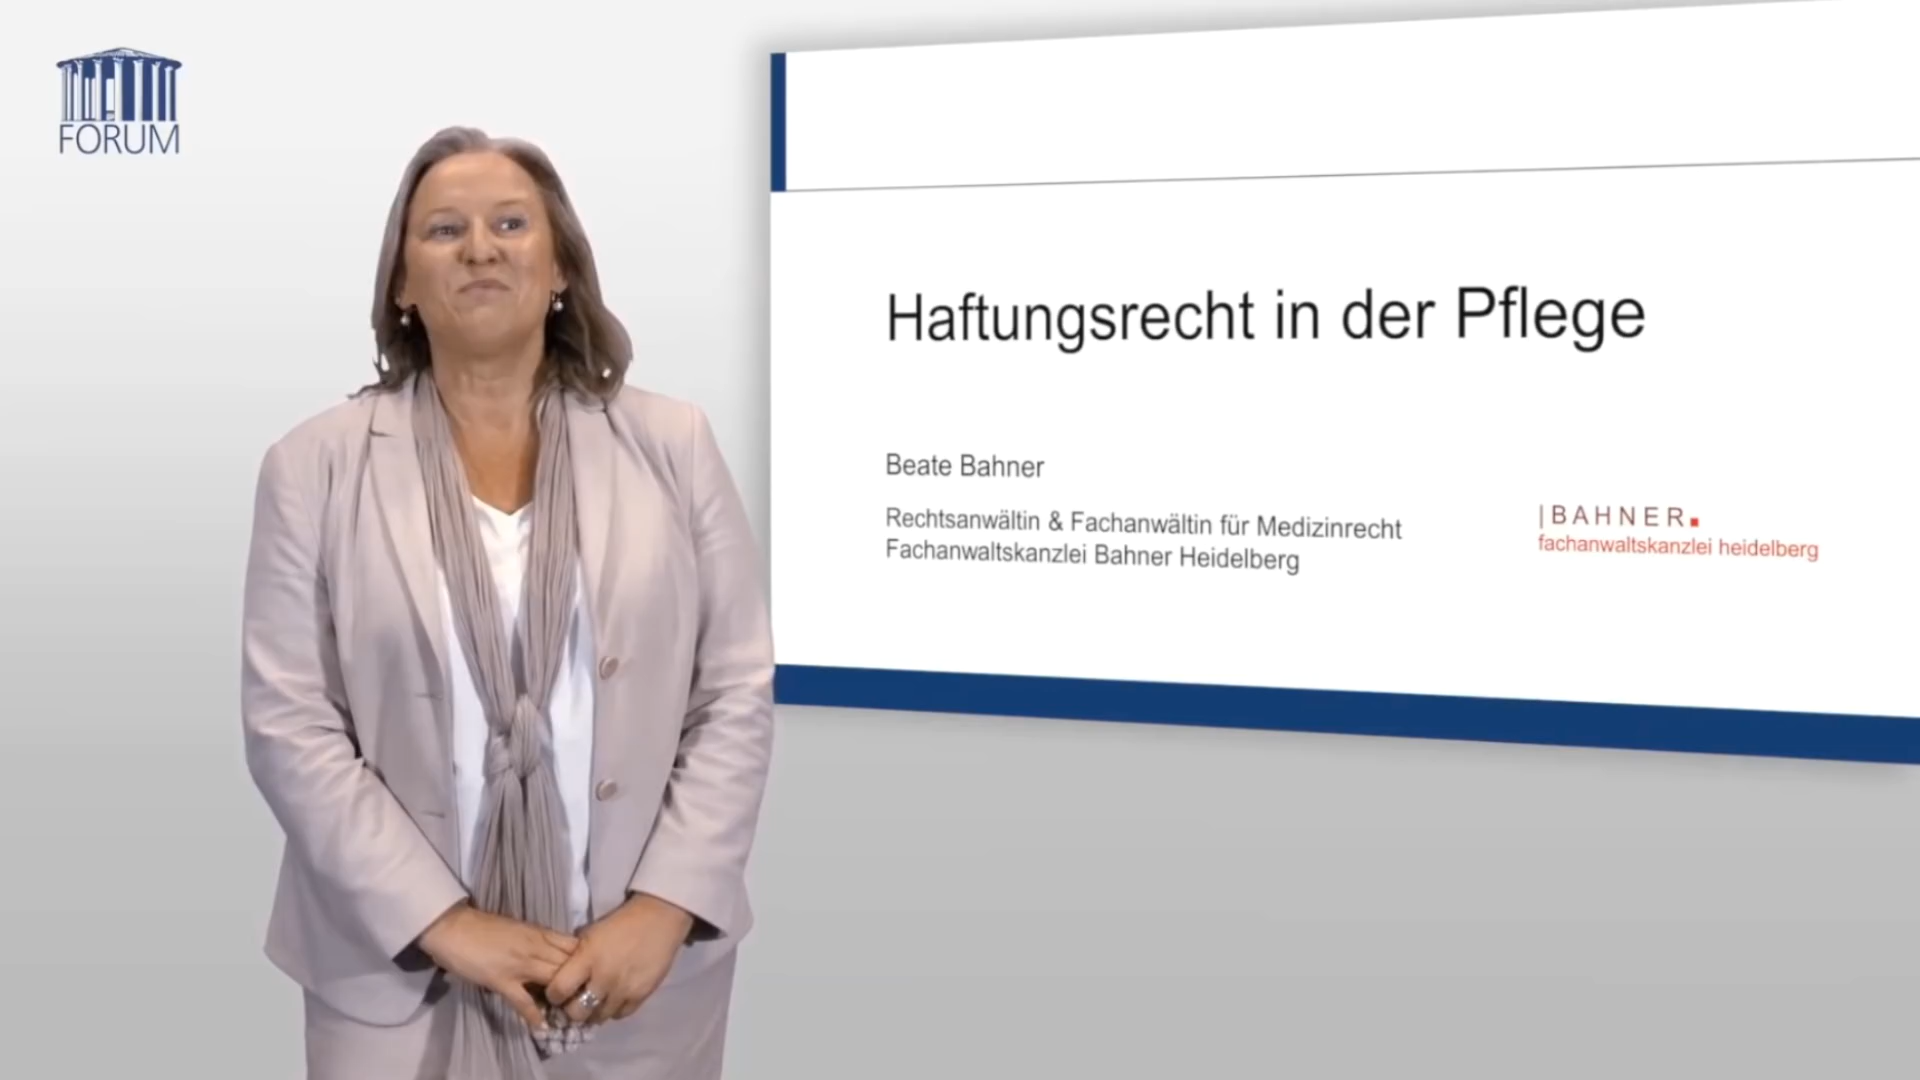 FORUM
Haftungsrecht in der Pflege
Beate Bahner
Rechtsanwältin & Fachanwältin für Medizinrecht
Fachanwaltskanzlei Bahner Heidelberg
|BAHNER.
fachanwaltskanzlei heidelberg